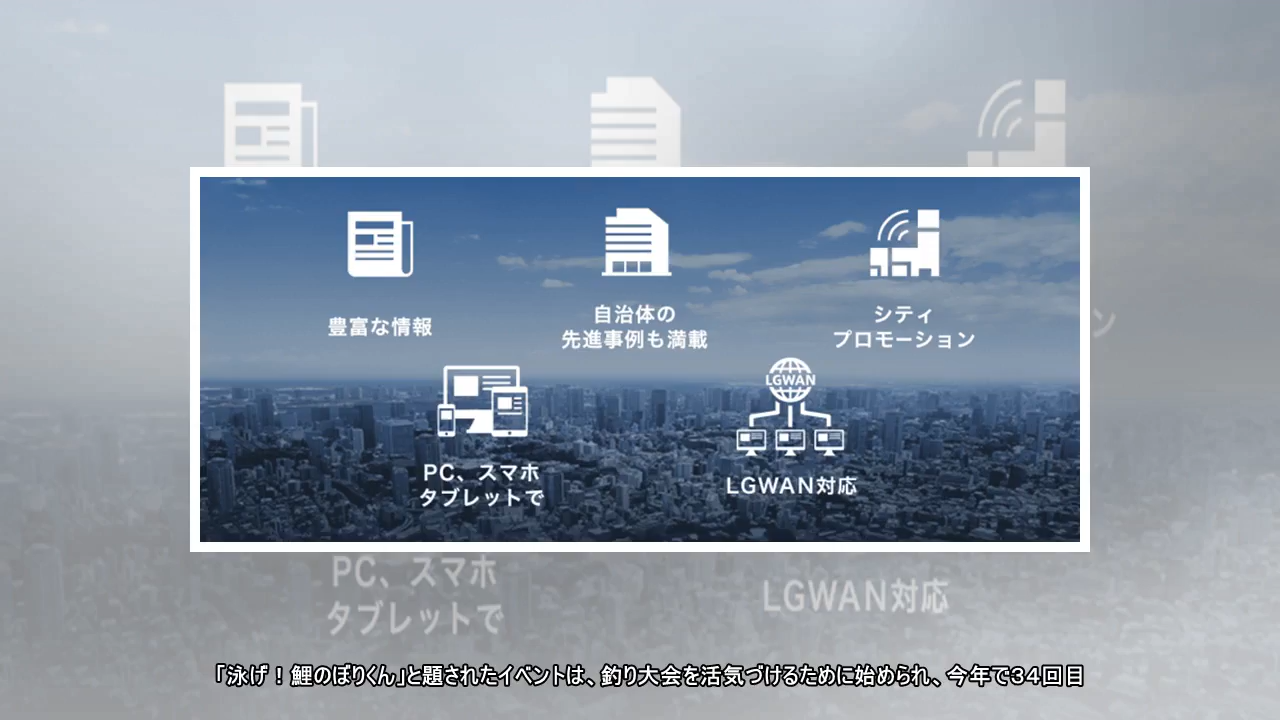 豊富な情報
自治体の
先進事例も満載
シティ
プロモーション
PC、スマホ
タブレットで
LGWAN
LGWAN対応
ン
PC、スマホ
タブレットで
LGWAN対応
「泳げ！鯉のぼりくん」と題されたイベントは、釣り大会を活気づけるために始められ、今年で34回目